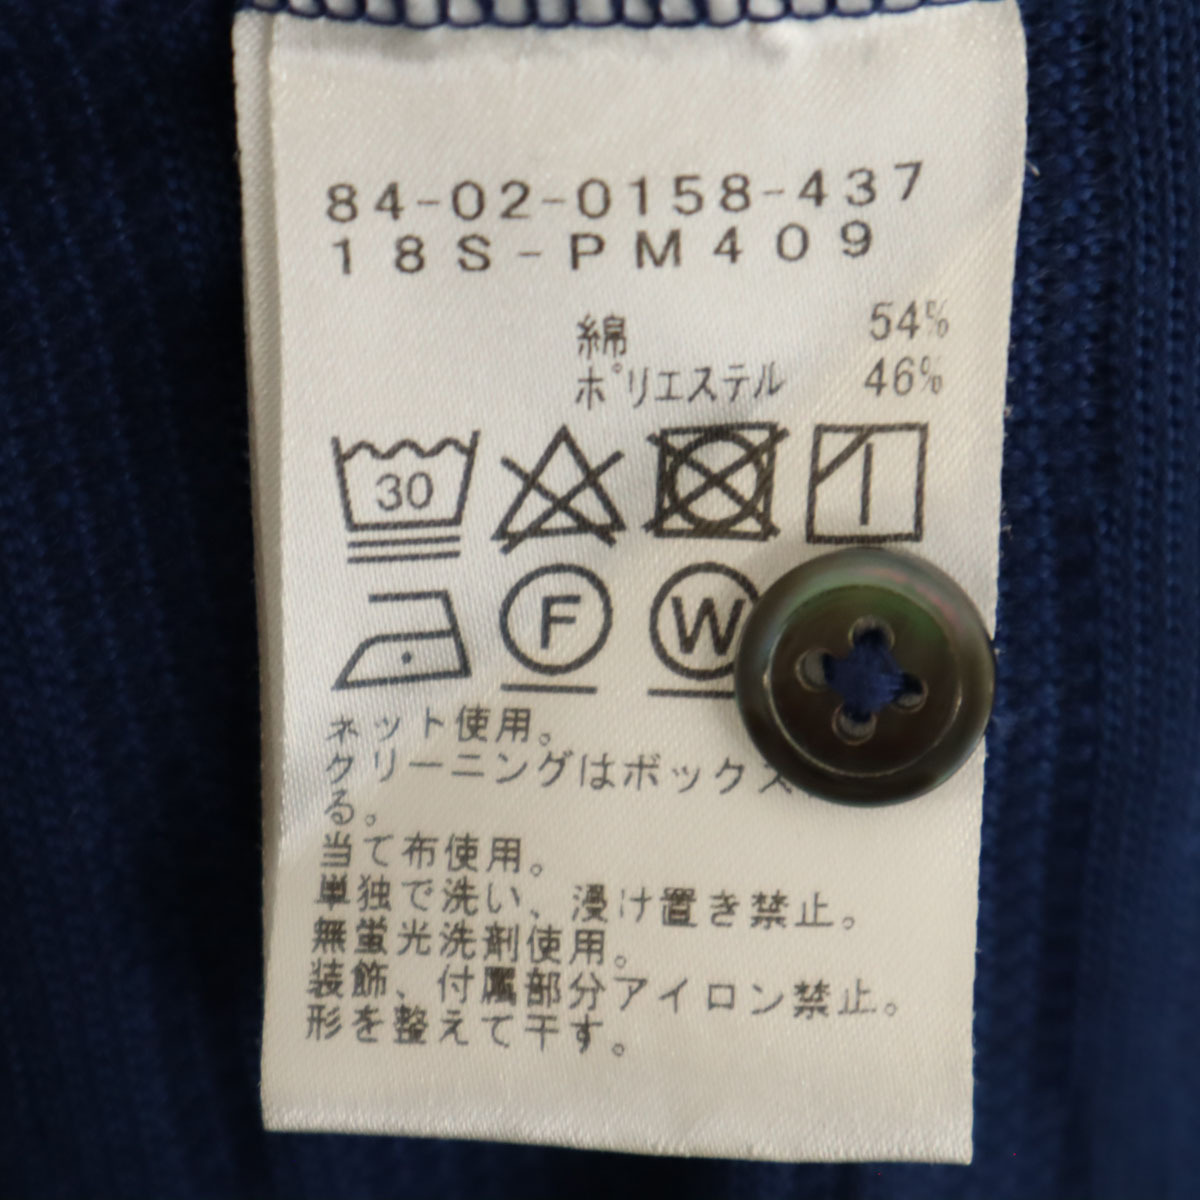 84-02-0158-437
18S-PM409
綿 54%
ポリエステル 46%
30
F W
ネット使用。
クリーニングはボックス
る。
当て布使用。
単独で洗い、浸け置き禁止。
無蛍光洗剤使用。
装飾、付属部分アイロン禁止。
形を整えて干す。